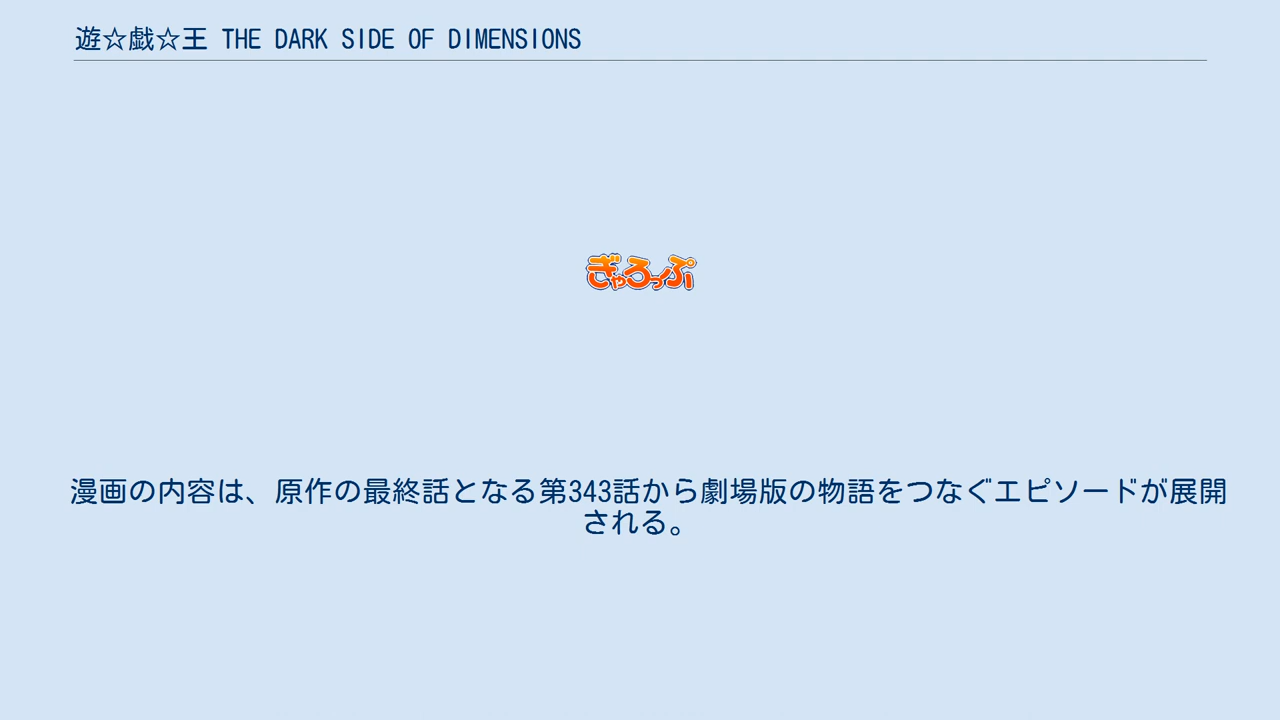 遊☆戯☆王 THE DARK SIDE OF DIMENSIONS
ぎゃろっぷ
漫画の内容は、原作の最終話となる第343話から劇場版の物語をつなぐエピソードが展開
される。